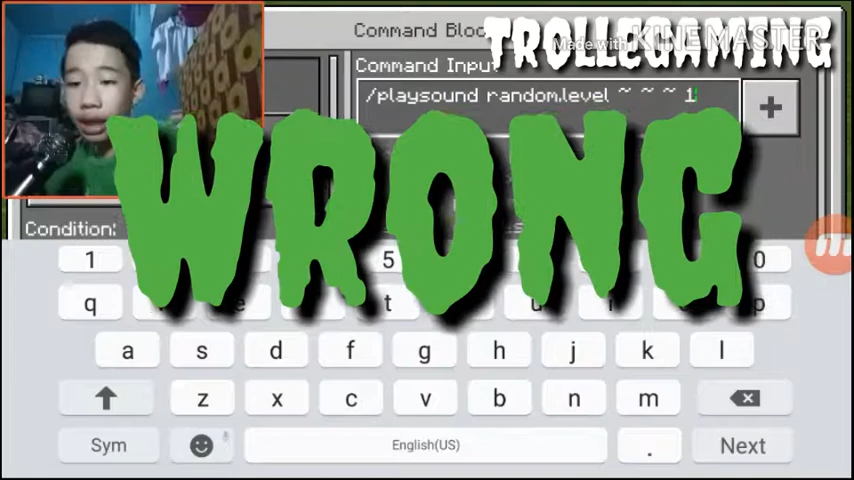 Command Bloc
TROLLEGAMING
Made with KINEMASTER
Command Input
/playsound random.level ~ ~ ~ 1
+
WRONG
Condition:
1 5 0
q e t u i p
a s d f g h j k l
z x c v b n m
Sym English(US) . Next